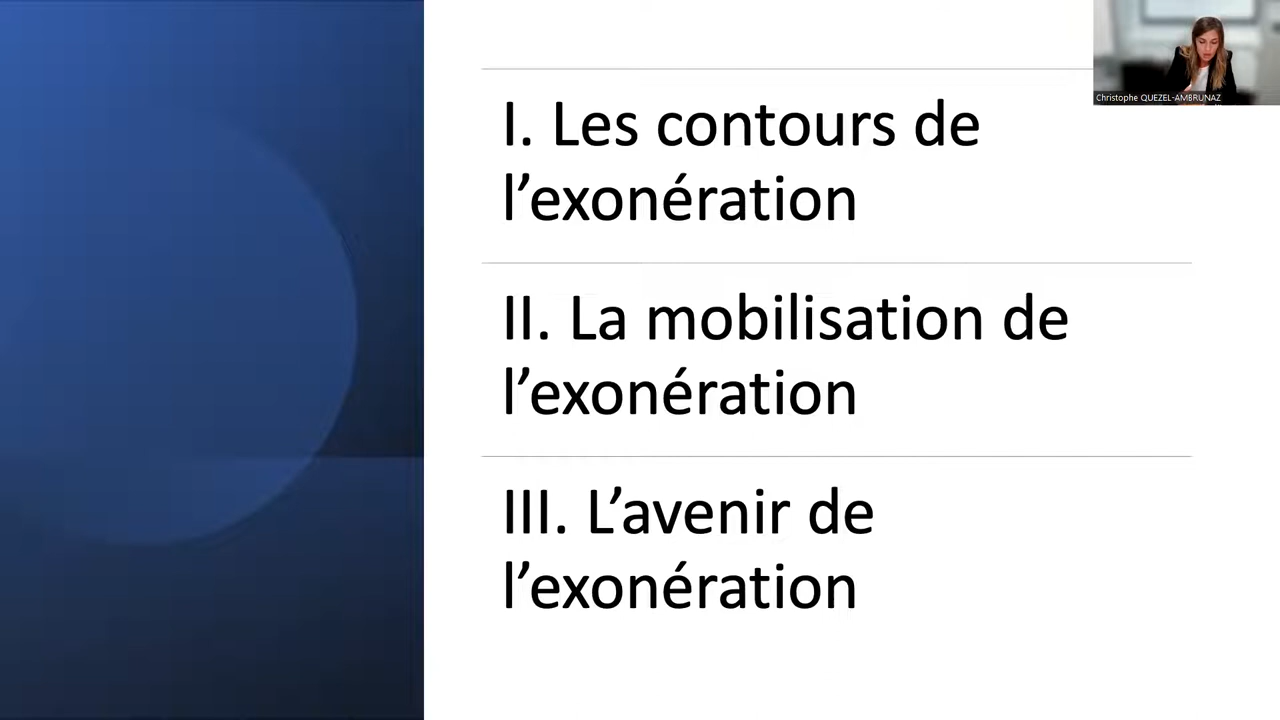 Christophe QUEZEL-AMBRUNAZ
I. Les contours de
l’exonération
II. La mobilisation de
l’exonération
III. L’avenir de
l’exonération